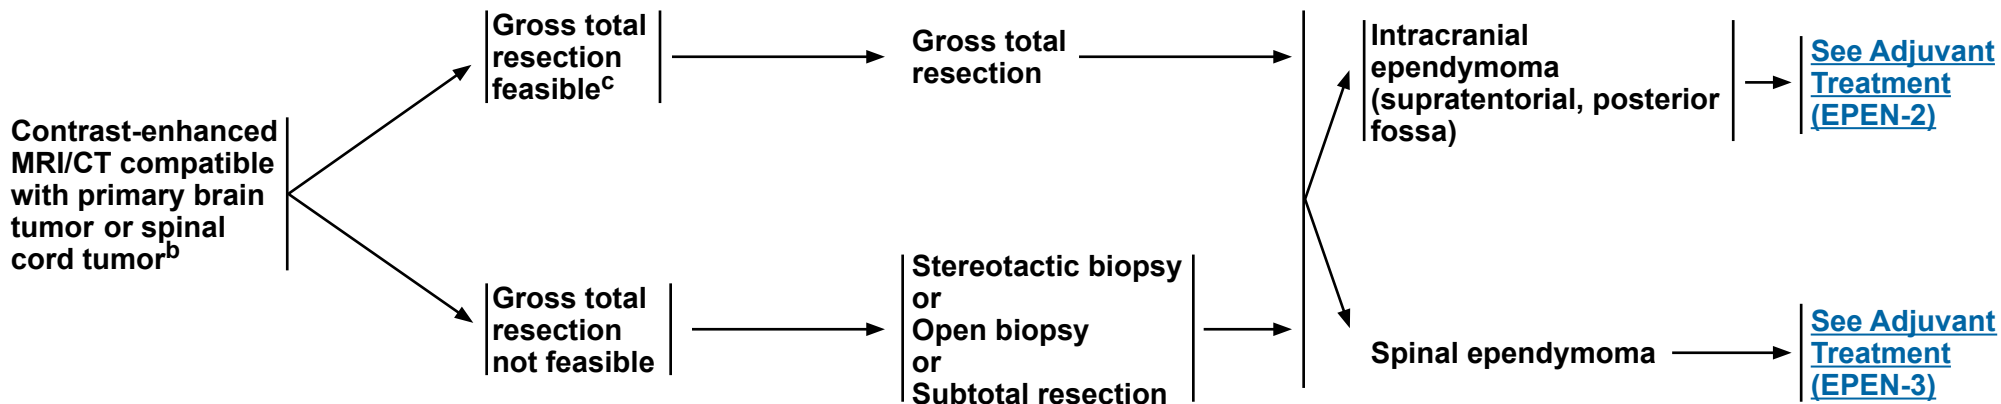 Contrast-enhanced
MRI/CT compatible
with primary brain
tumor or spinal
cord tumorb
Gross total
resection
feasiblec
Gross total
resection
Gross total
resection
not feasible
Stereotactic biopsy
or
Open biopsy
or
Subtotal resection
Intracranial
ependymoma
(supratentorial, posterior
fossa)
See Adjuvant
Treatment
(EPEN-2)
Spinal ependymoma
See Adjuvant
Treatment
(EPEN-3)